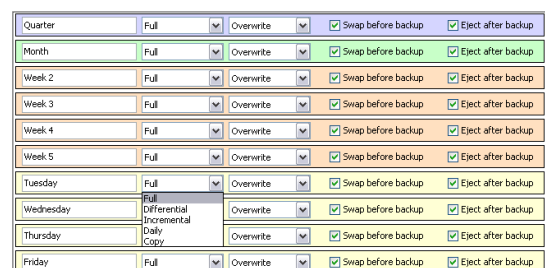 Quarter Full Overwrite Swap before backup Eject after backup
Month Full Overwrite Swap before backup Eject after backup
Week 2 Full Overwrite Swap before backup Eject after backup
Week 3 Full Overwrite Swap before backup Eject after backup
Week 4 Full Overwrite Swap before backup Eject after backup
Week 5 Full Overwrite Swap before backup Eject after backup
Tuesday Full Overwrite Swap before backup Eject after backup
Full
Differential
Incremental
Daily
Copy
Wednesday Overwrite Swap before backup Eject after backup
Thursday Overwrite Swap before backup Eject after backup
Friday Full Overwrite Swap before backup Eject after backup